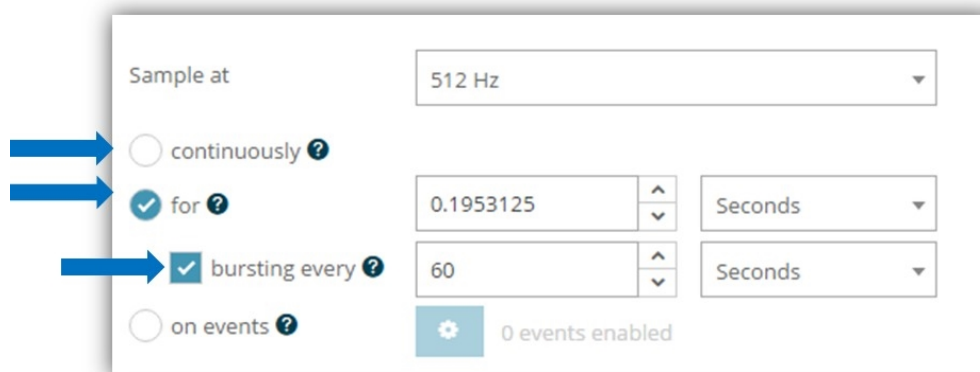 Sample at 512 Hz
continuously ?
for ? 0.1953125 Seconds
bursting every ? 60 Seconds
on events ? 0 events enabled